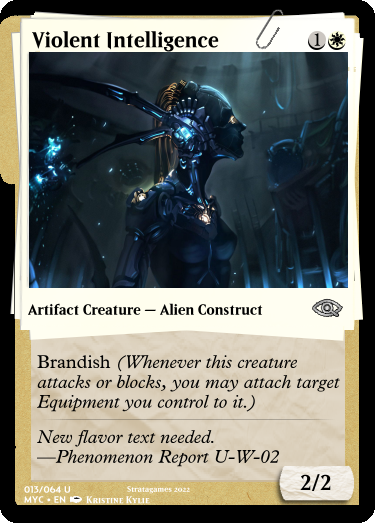 Violent Intelligence 1
Artifact Creature — Alien Construct
Brandish (Whenever this creature
attacks or blocks, you may attach target
Equipment you control to it.)
New flavor text needed.
—Phenomenon Report U-W-02
2/2
013/064 U
MYC • EN Kristine Kylie
Stratagames 2022